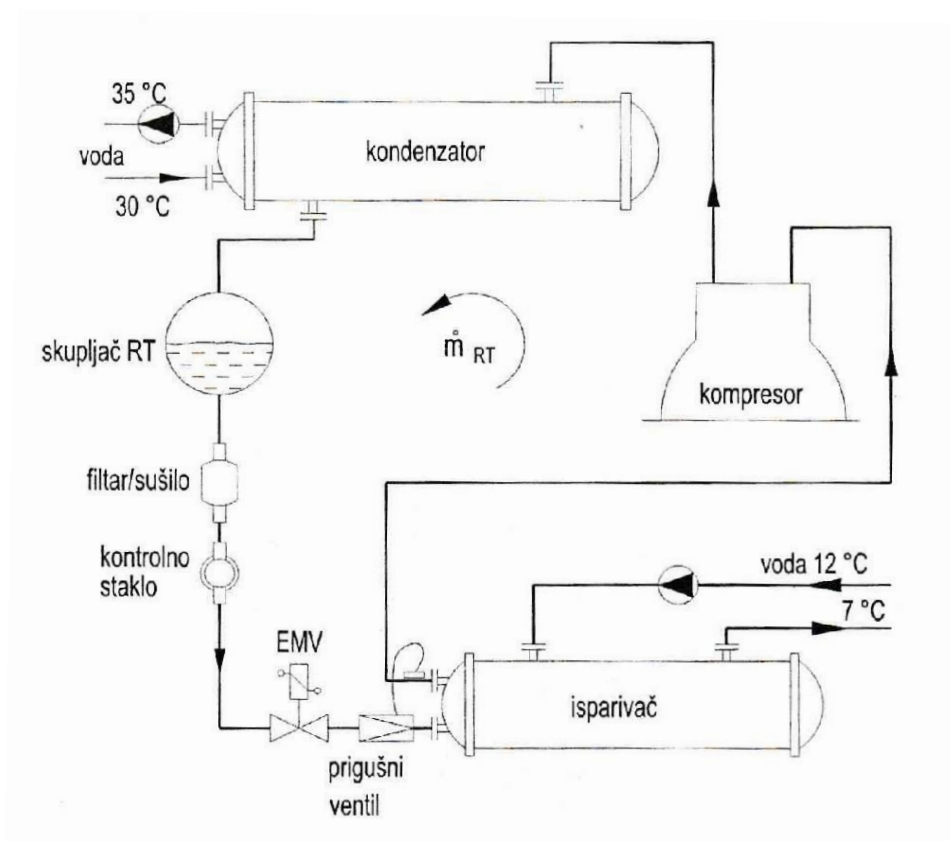 35 °C
voda
30 °C
kondenzator
skupljač RT
ṁ RT
kompresor
filtar/sušilo
kontrolno
staklo
voda 12 °C
7 °C
EMV
isparivač
prigušni
ventil